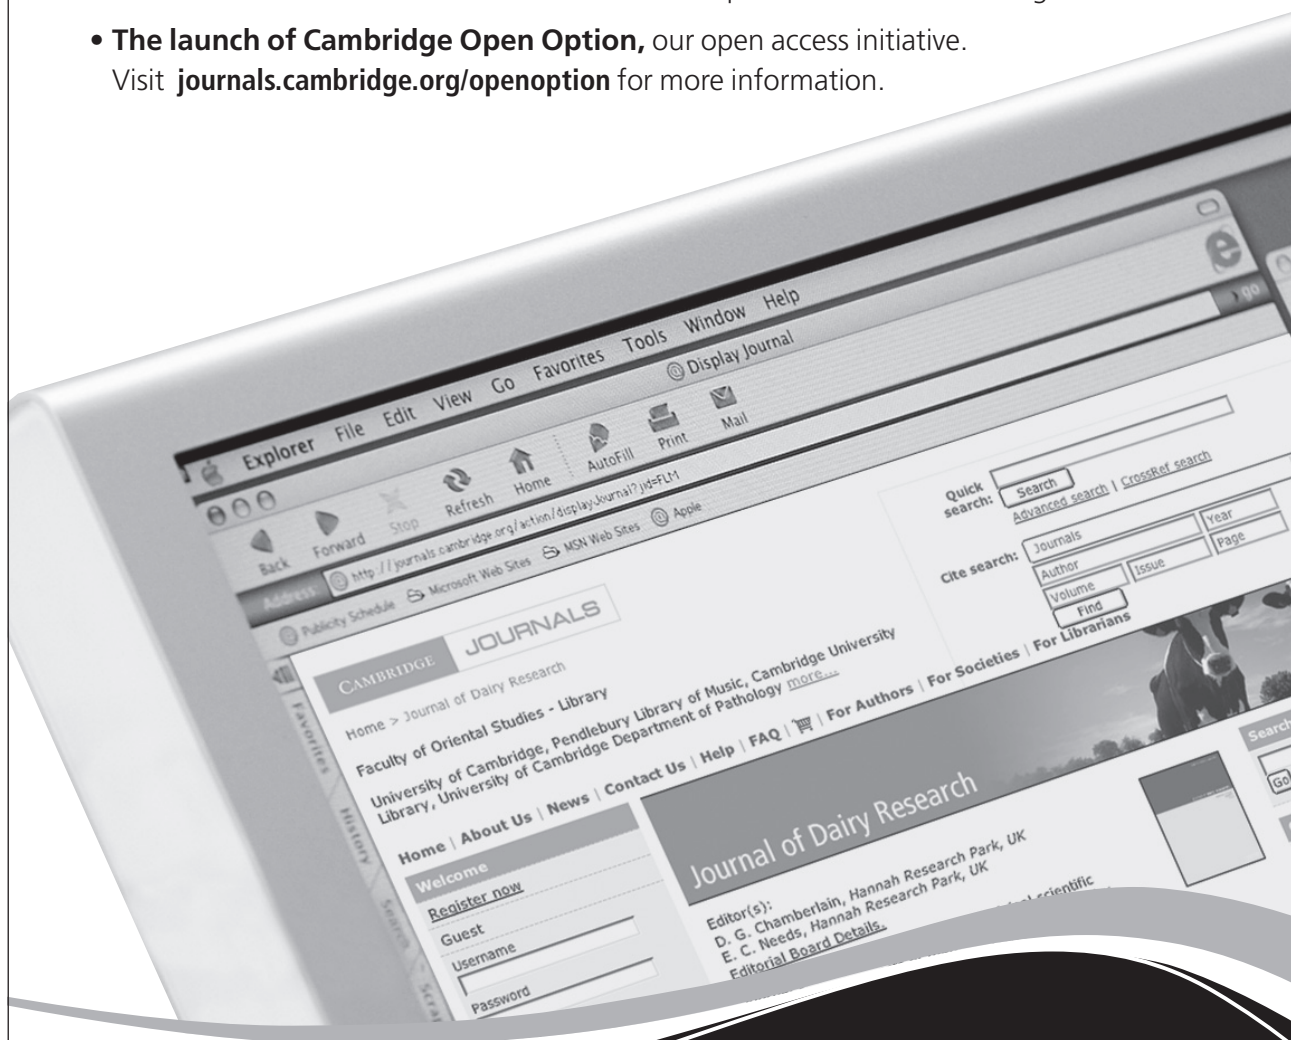 • The launch of Cambridge Open Option, our open access initiative.
Visit journals.cambridge.org/openoption for more information.
Explorer File Edit View Go Favorites Tools Window Help
Display Journal
Back
Forward
Stop
Refresh
Home
AutoFill
Print
Mail
Address
http://journals.cambridge.org/action/displayJournal?jid=FLM
go
Publicity Schedule
Microsoft Web Sites
MSN Web Sites
Apple
Favorites
History
Search
Scrap
CAMBRIDGE JOURNALS
Quick
search:
Search
Advanced search | CrossRef search
Cite search:
Journals
Year
Author
Volume
Issue
Page
Find
Home > Journal of Dairy Research
Faculty of Oriental Studies - Library
University of Cambridge, Pendlebury Library of Music, Cambridge University
Library, University of Cambridge Department of Pathology more...
Home | About Us | News | Contact Us | Help | FAQ | | For Authors | For Societies | For Librarians
Welcome
Register now
Guest
Username
Password
Journal of Dairy Research
Editor(s):
D. G. Chamberlain, Hannah Research Park, UK
E. C. Needs, Hannah Research Park, UK
Editorial Board Details.
scientific
Search
Go